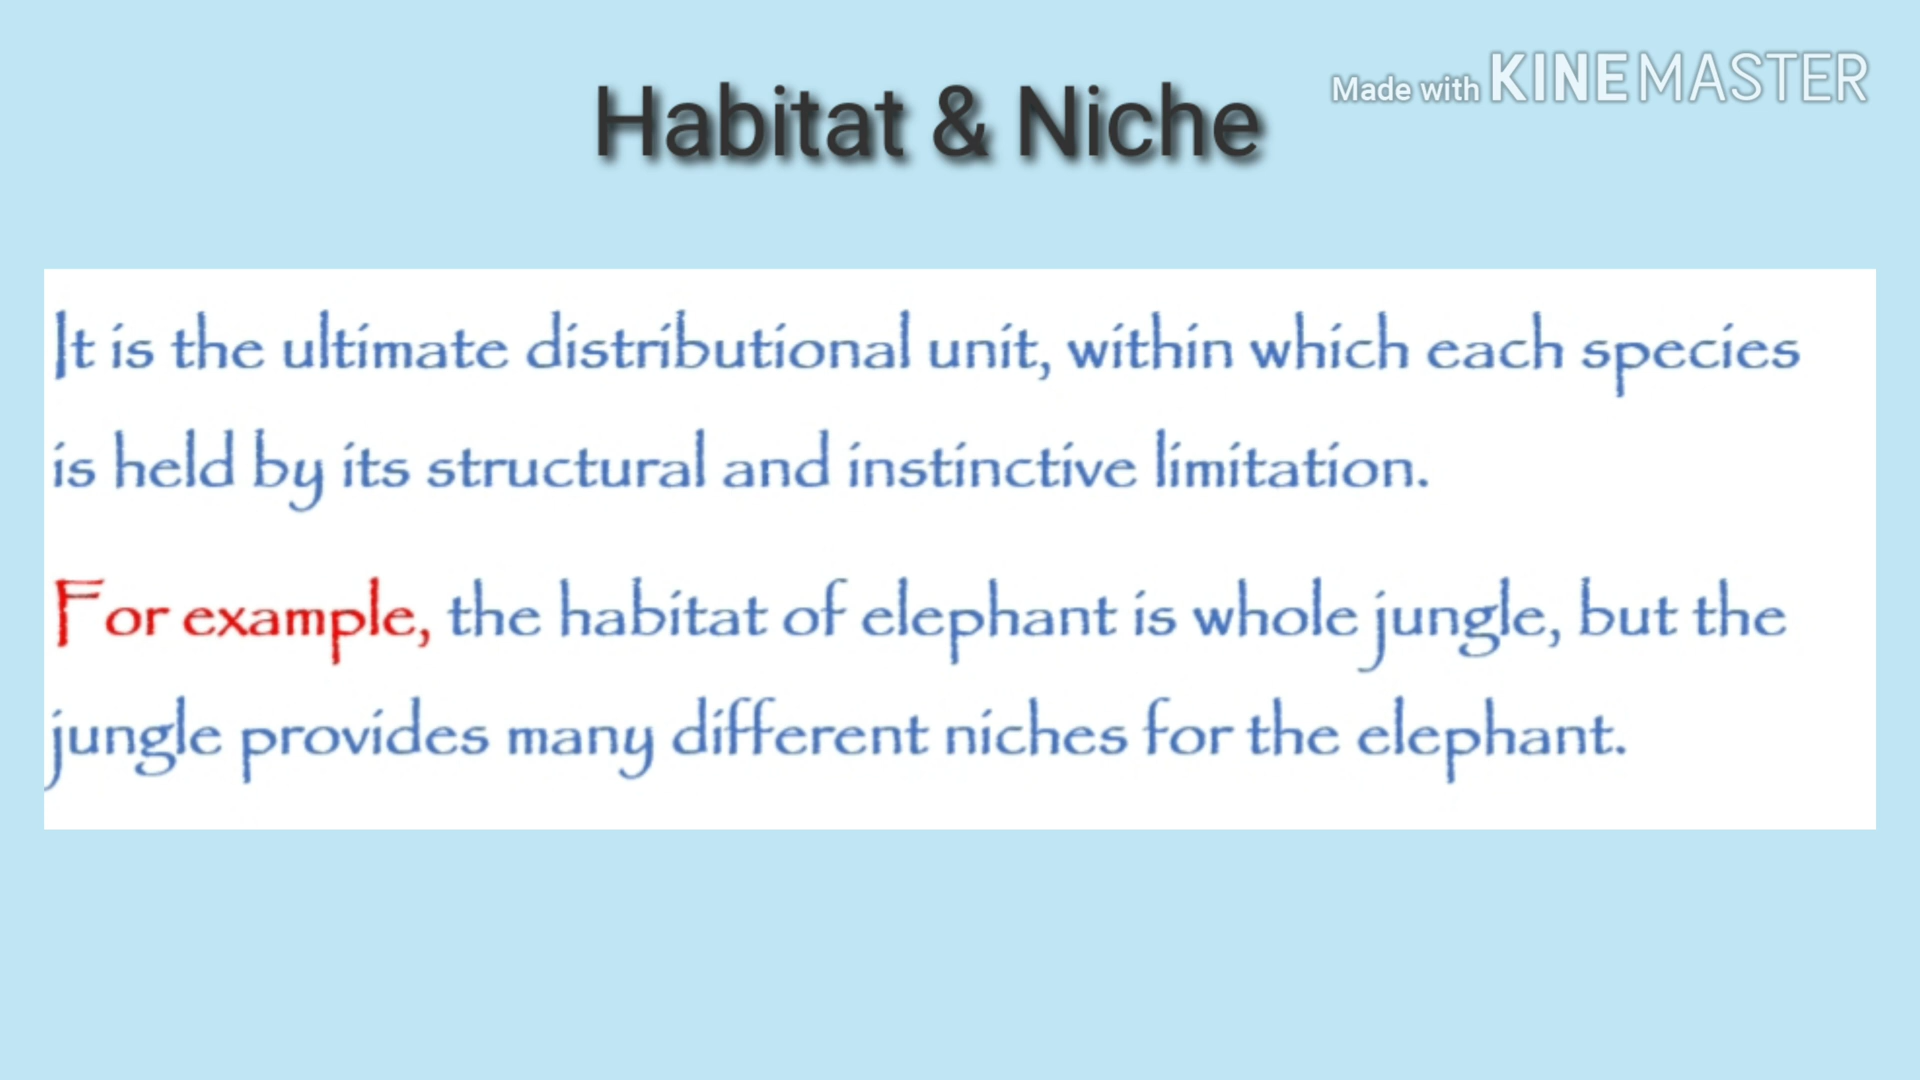 Made with KINEMASTER
Habitat & Niche
It is the ultimate distributional unit, within which each species
is held by its structural and instinctive limitation.
For example, the habitat of elephant is whole jungle, but the
jungle provides many different niches for the elephant.